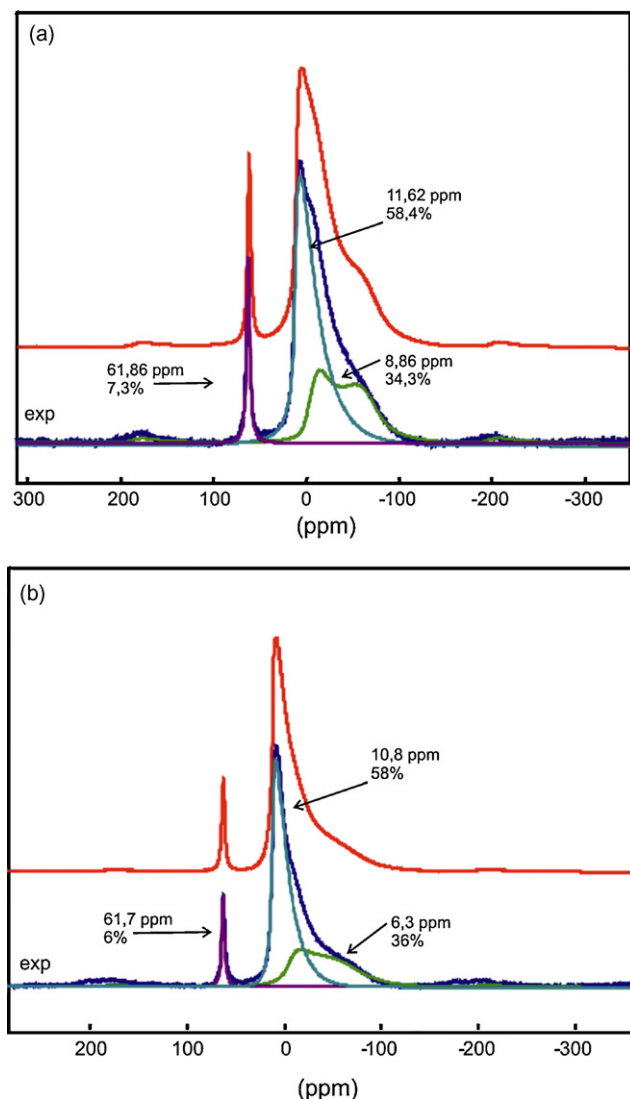 (a)
11,62 ppm
58,4%
61,86 ppm
7,3%
8,86 ppm
34,3%
exp
300 200 100 0 -100 -200 -300
(ppm)
(b)
10,8 ppm
58%
61,7 ppm
6%
6,3 ppm
36%
exp
200 100 0 -100 -200 -300
(ppm)